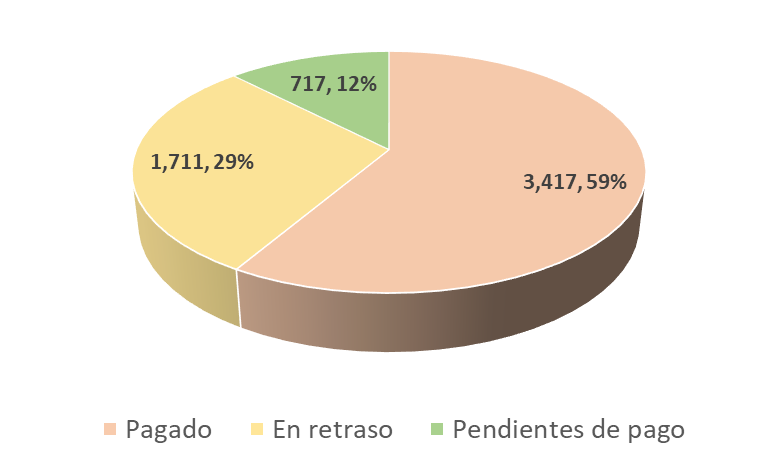 717, 12%
1,711, 29%
3,417, 59%
Pagado En retraso Pendientes de pago